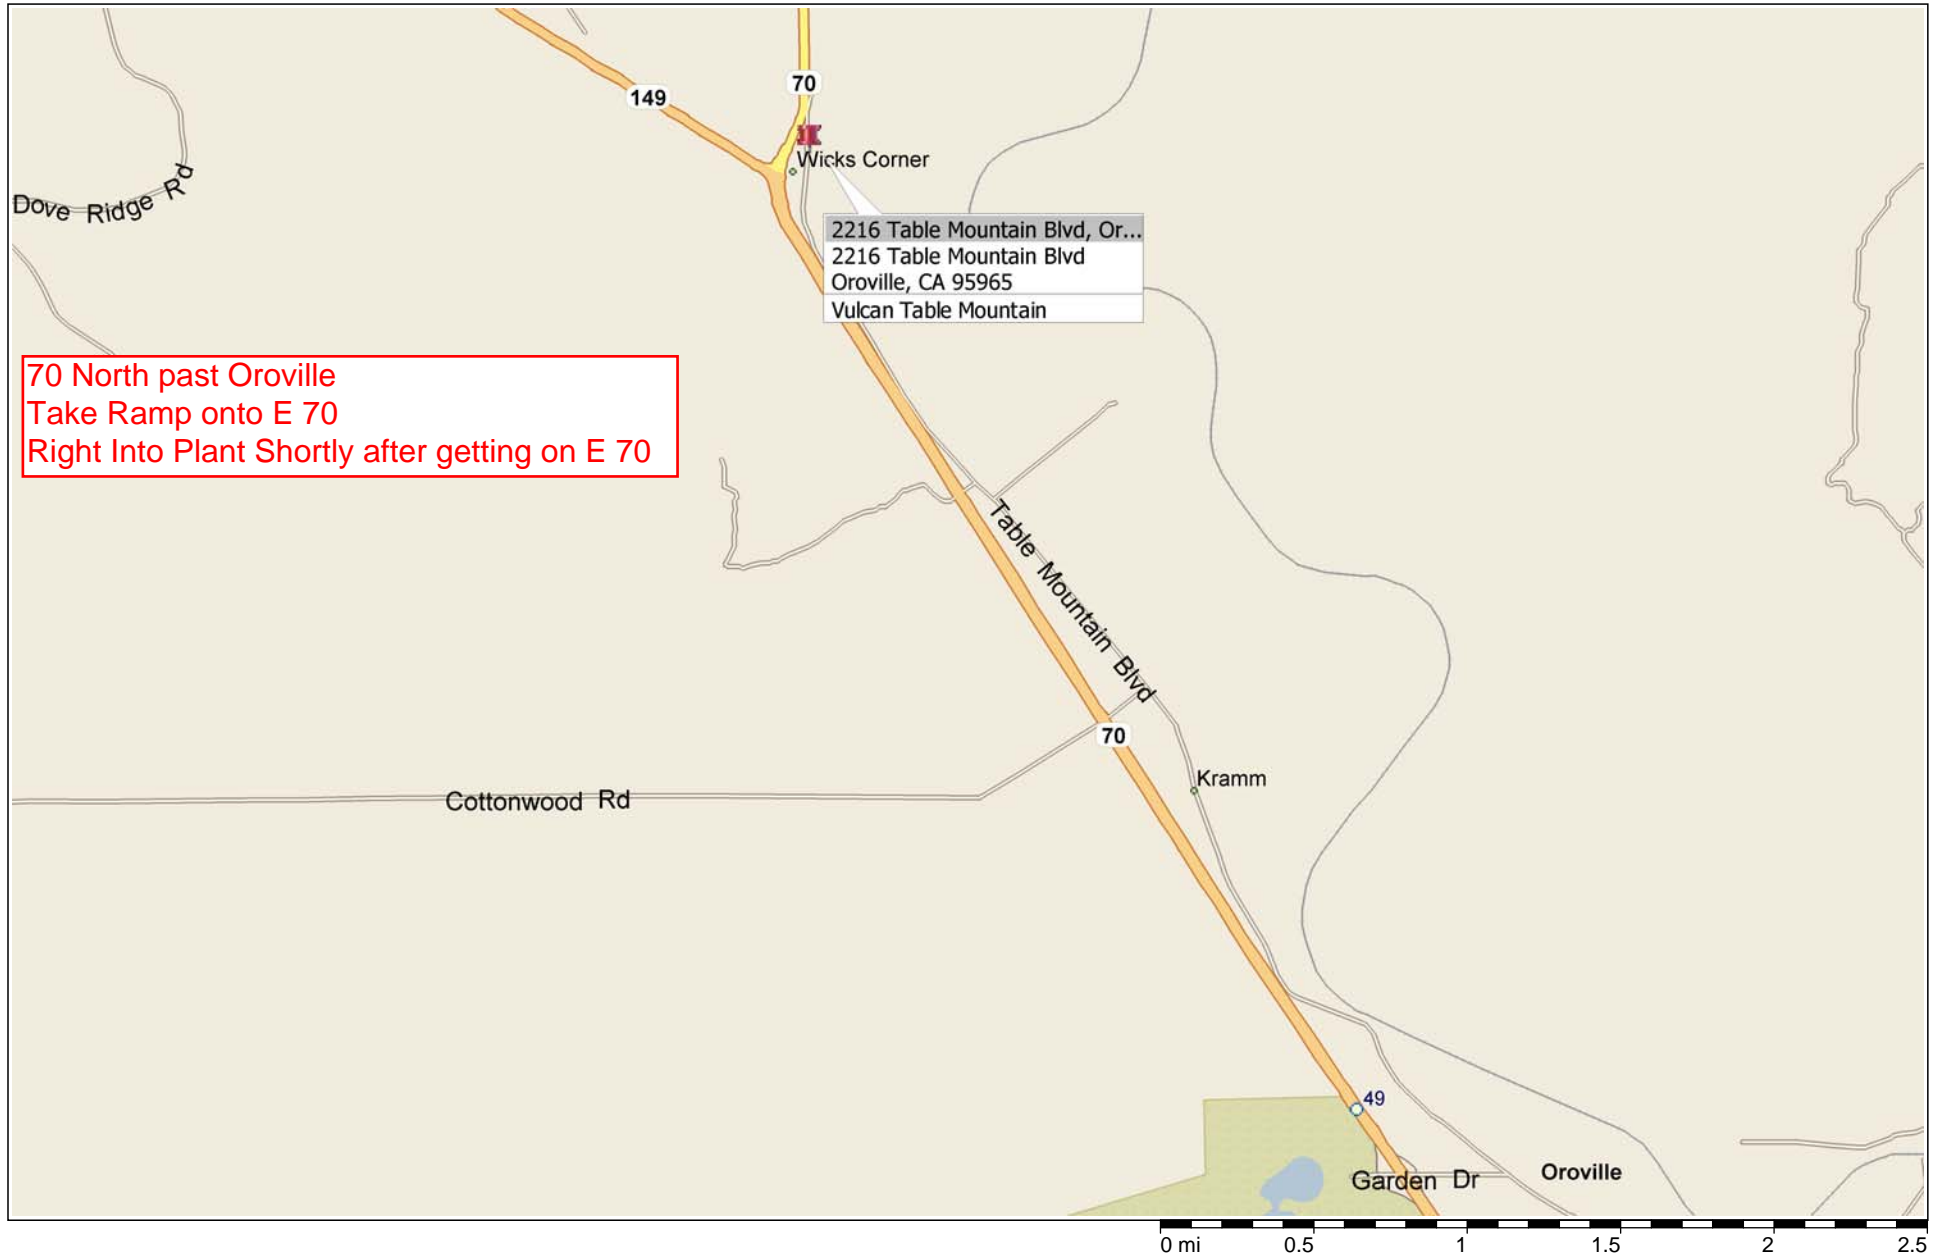 149
70
Wicks Corner
Dove Ridge Rd
2216 Table Mountain Blvd, Or...
2216 Table Mountain Blvd
Oroville, CA 95965
Vulcan Table Mountain
70 North past Oroville
Take Ramp onto E 70
Right Into Plant Shortly after getting on E 70
Table Mountain Blvd
70
Kramm
Cottonwood Rd
49
Garden Dr
Oroville
0 mi 0.5 1 1.5 2 2.5